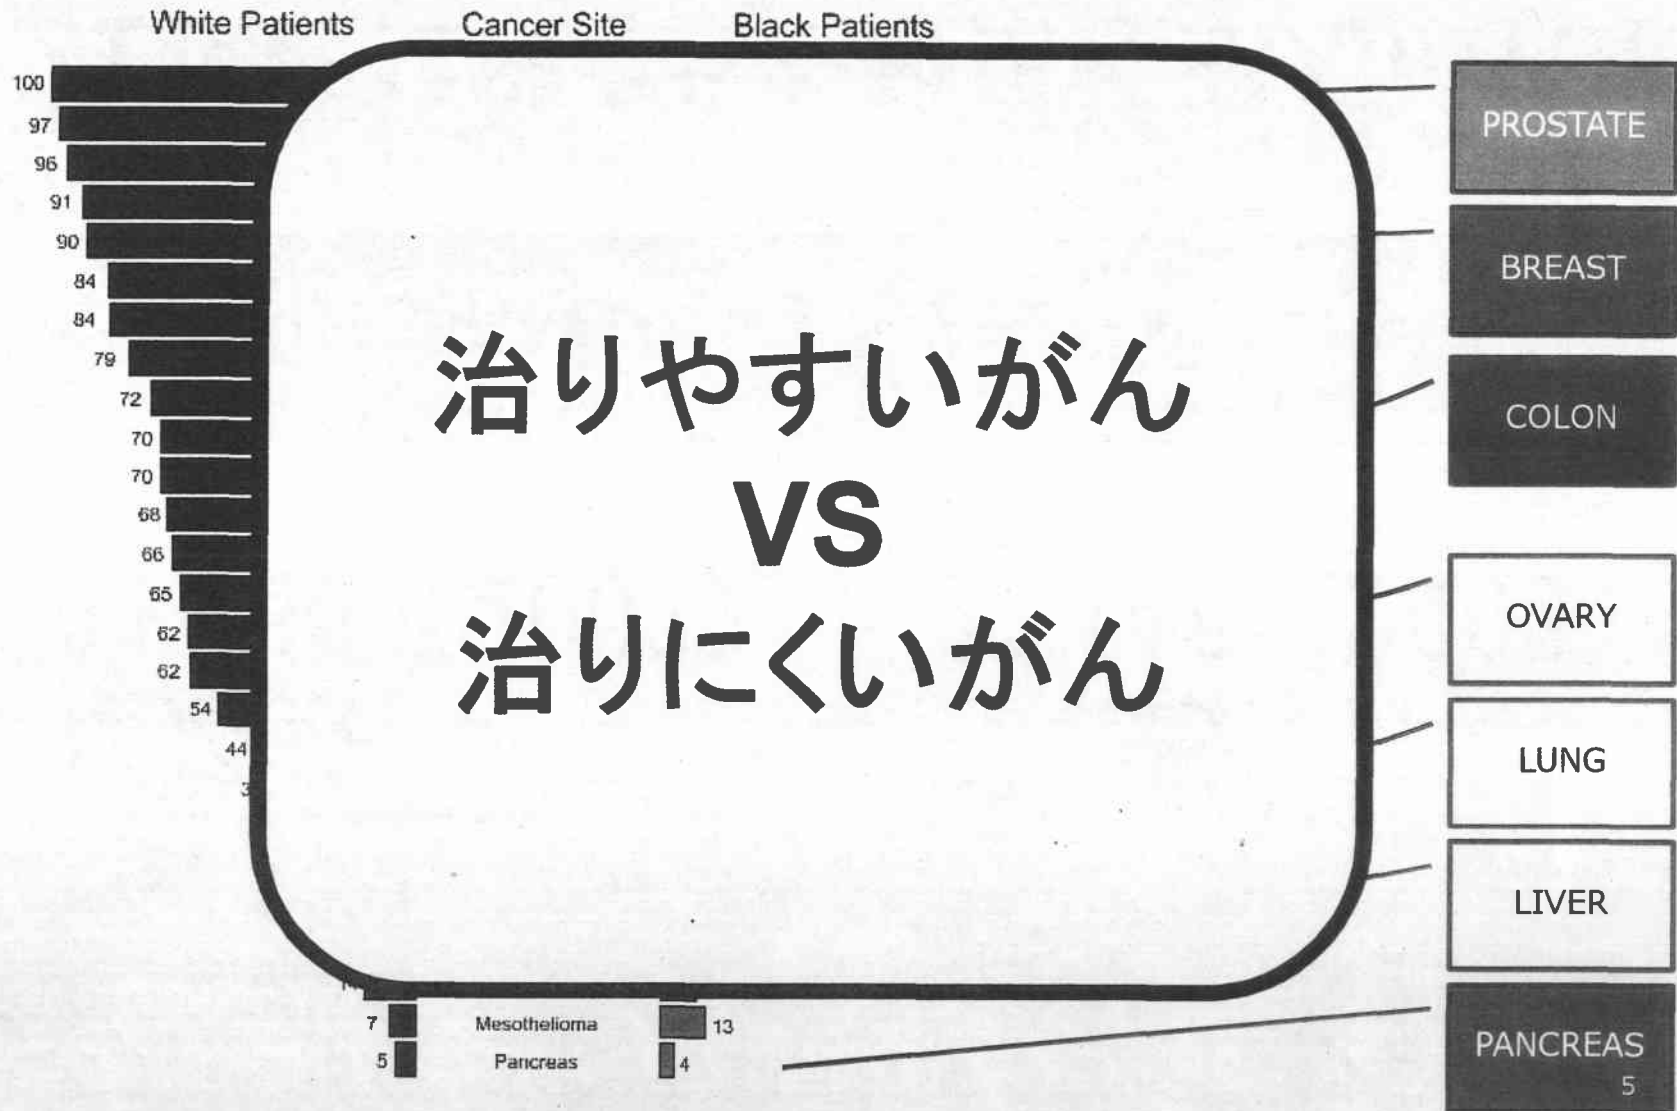 White Patients Cancer Site Black Patients
100
97
96
91
90
84
84
79
72
70
70
68
66
65
62
62
54
44
3
治りやすいがん
VS
治りにくいがん
7 Mesothelioma 13
5 Pancreas 4
PROSTATE
BREAST
COLON
OVARY
LUNG
LIVER
PANCREAS
5